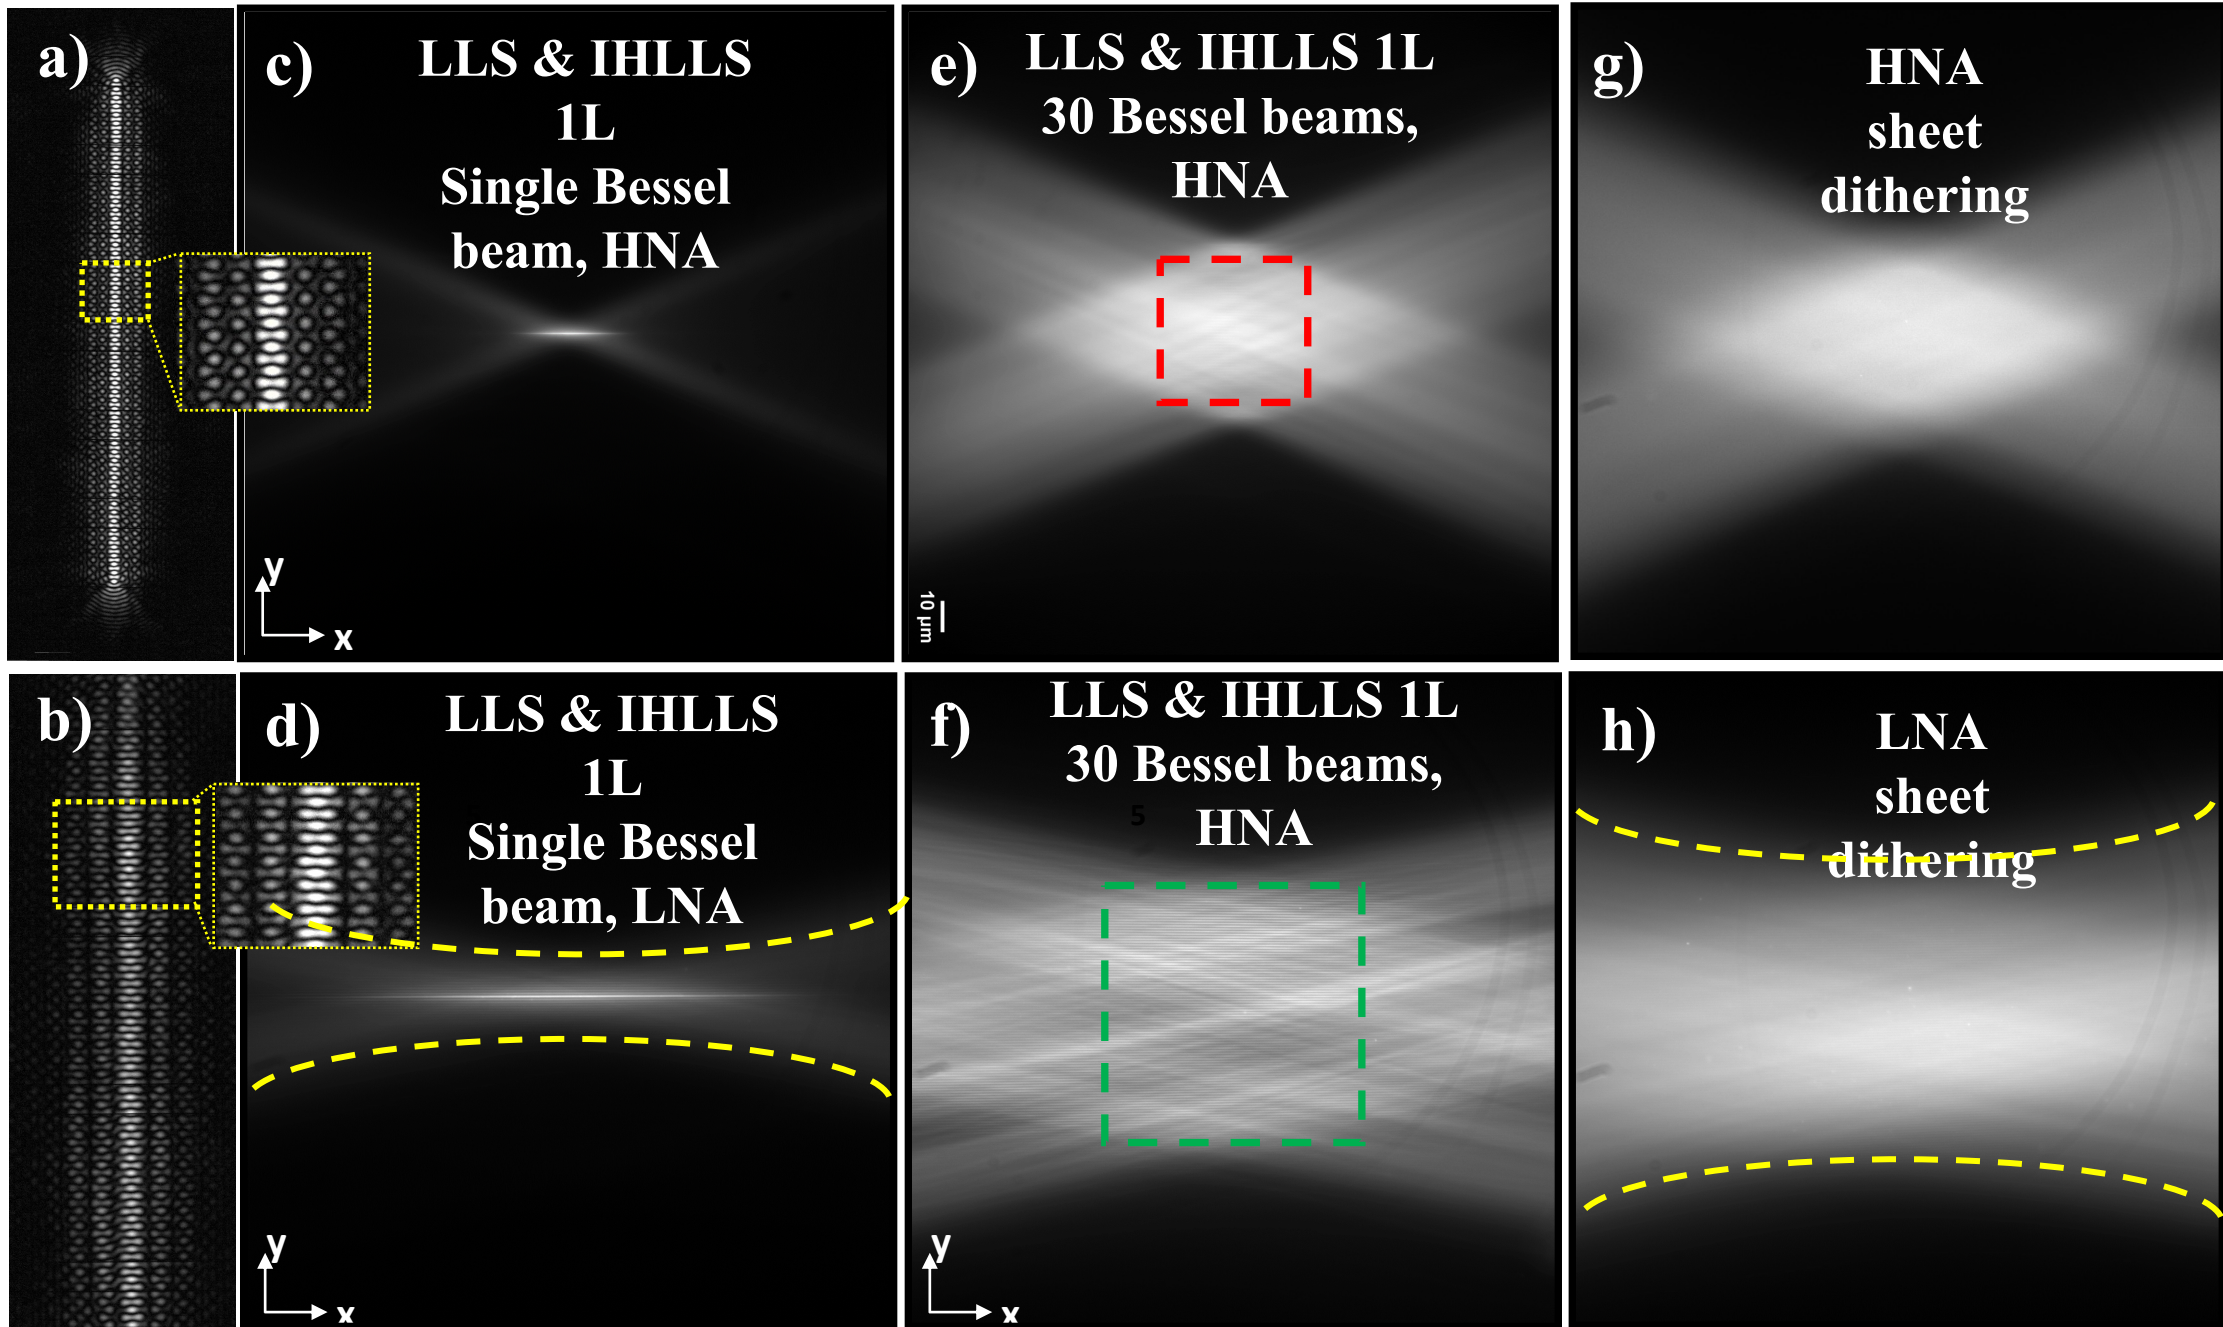 a)
c)
LLS & IHLLS
1L
Single Bessel
beam, HNA
y
x
e)
LLS & IHLLS 1L
30 Bessel beams,
HNA
10 µm
g)
HNA
sheet
dithering
b)
d)
LLS & IHLLS
1L
Single Bessel
beam, LNA
y
x
f)
LLS & IHLLS 1L
30 Bessel beams,
5
HNA
y
x
h)
LNA
sheet
dithering